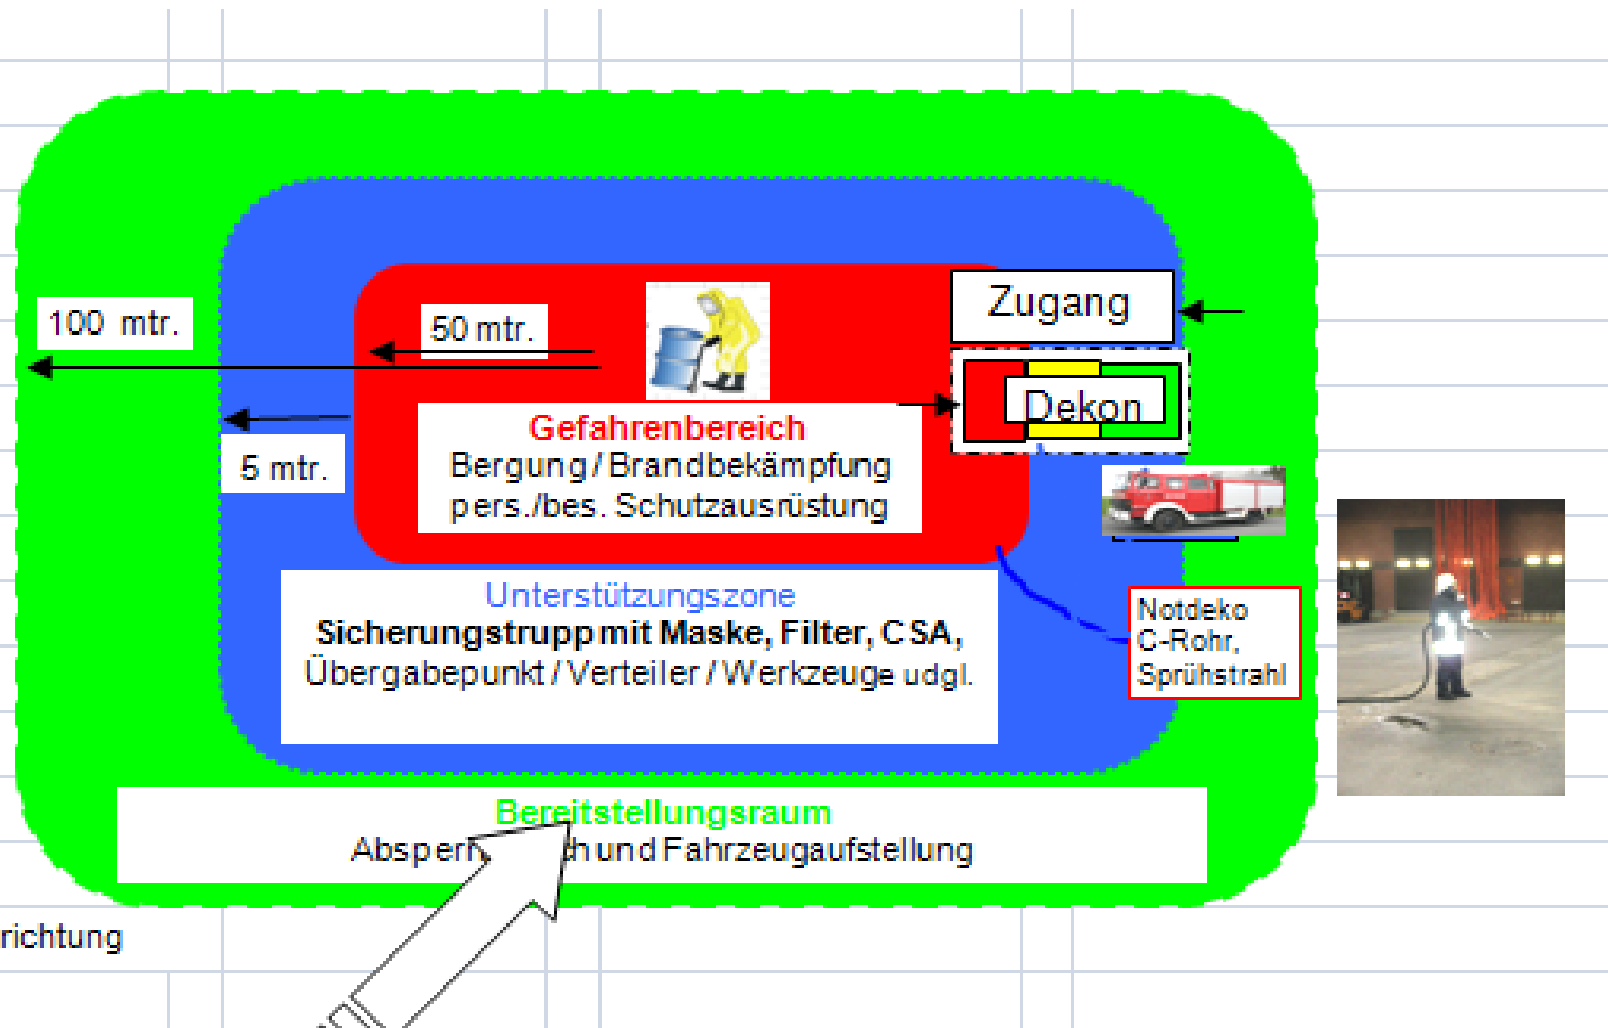 Zugang
100 mtr.
50 mtr.
Dekon
Gefahrenbereich
5 mtr.
Bergung / Brandbekämpfung
pers./bes. Schutzausrüstung
Unterstützungszone
Sicherungstrupp mit Maske, Filter, CSA,
Übergabepunkt / Verteiler / Werkzeuge udgl.
Notdeko
C-Rohr,
Sprühstrahl
Bereitstellungsraum
und Fahrzeugaufstellung
richtung